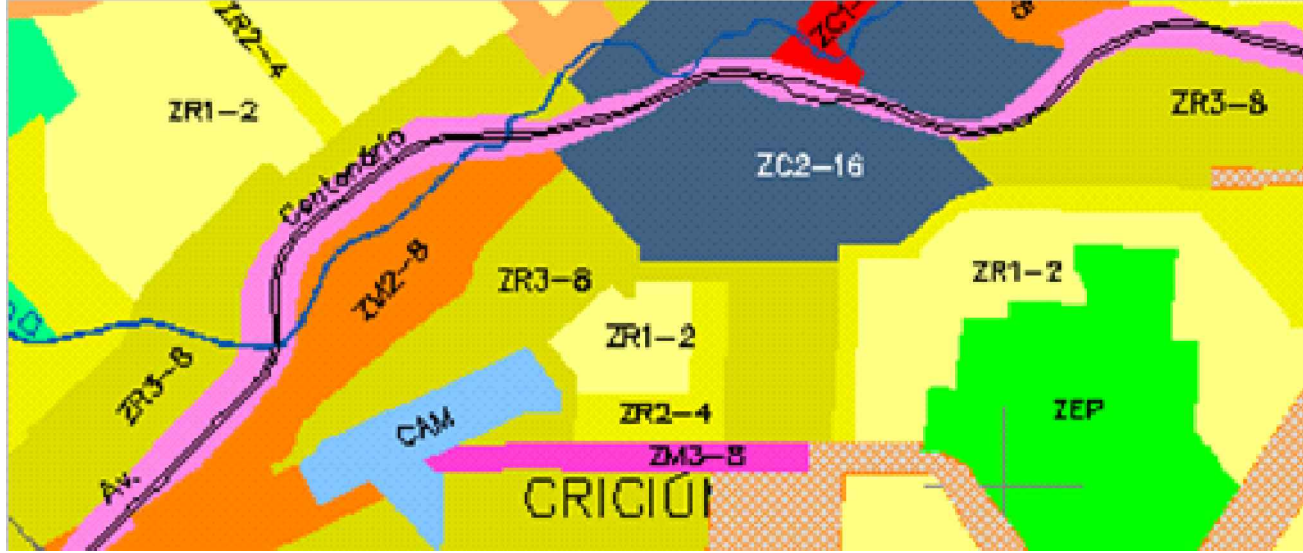 ZR2-4
ZC1-
ZR1-2
ZR3-8
Centenário
ZC2-16
ZM2-8
ZR3-8
ZR1-2
ZR1-2
ZR3-8
CAM
ZR2-4
ZEP
ZM3-8
Av.
CRICIÚ